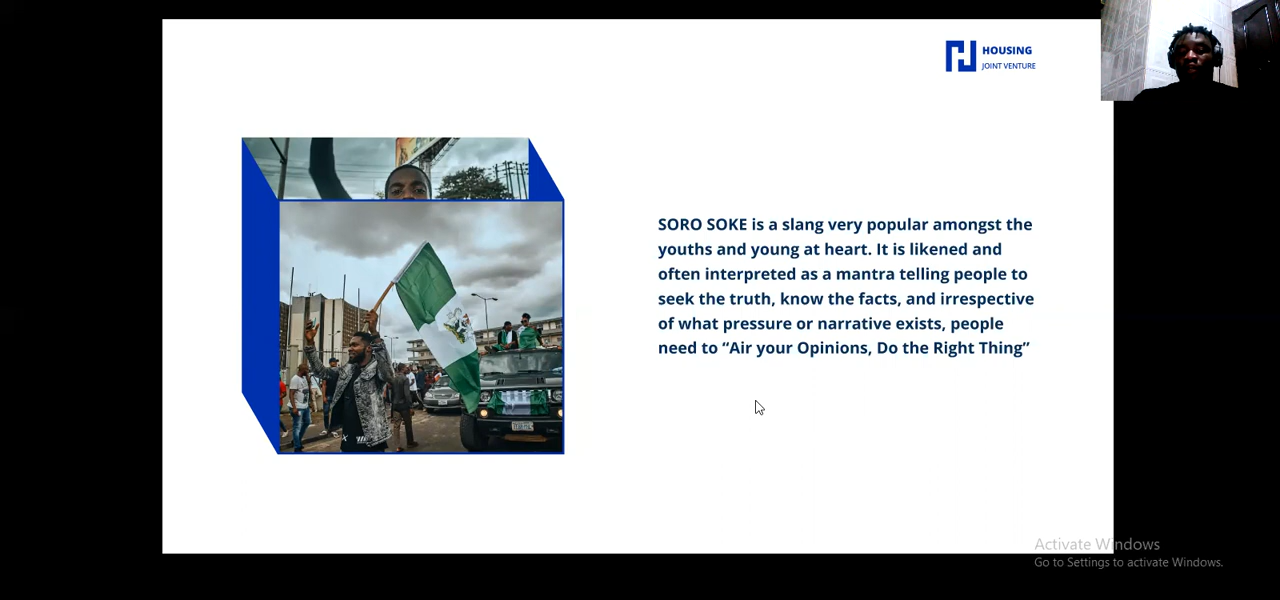 HOUSING
JOINT VENTURE
SORO SOKE is a slang very popular amongst the
youths and young at heart. It is likened and
often interpreted as a mantra telling people to
seek the truth, know the facts, and irrespective
of what pressure or narrative exists, people
need to “Air your Opinions, Do the Right Thing”
Activate Windows
Go to Settings to activate Windows.